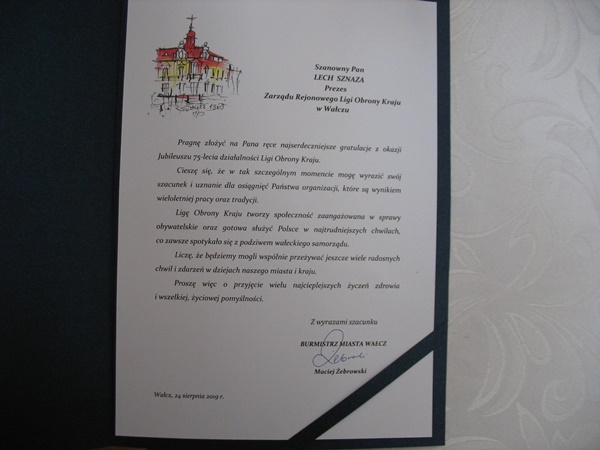 Szanowny Pan
LECH SZNAZA
Prezes
Zarządu Rejonowego Ligi Obrony Kraju
w Wałczu
Pragnę złożyć na Pana ręce najserdeczniejsze gratulacje z okazji
Jubileuszu 75-lecia działalności Ligi Obrony Kraju.
Cieszę się, że w tak szczególnym momencie mogę wyrazić swój
szacunek i uznanie dla osiągnięć Państwa organizacji, które są wynikiem
wieloletniej pracy oraz tradycji.
Ligę Obrony Kraju tworzy społeczność zaangażowana w sprawy
obywatelskie oraz gotowa służyć Polsce w najtrudniejszych chwilach,
co zawsze spotykało się z podziwem wałeckiego samorządu.
Liczę, że będziemy mogli wspólnie przeżywać jeszcze wiele radosnych
chwil i zdarzeń w dziejach naszego miasta i kraju.
Proszę więc o przyjęcie wielu najcieplejszych życzeń zdrowia
i wszelkiej, życiowej pomyślności.
Z wyrazami szacunku
BURMISTRZ MIASTA WAŁCZ
Żebrowski
Maciej Żebrowski
Wałcz, 24 sierpnia 2019 r.